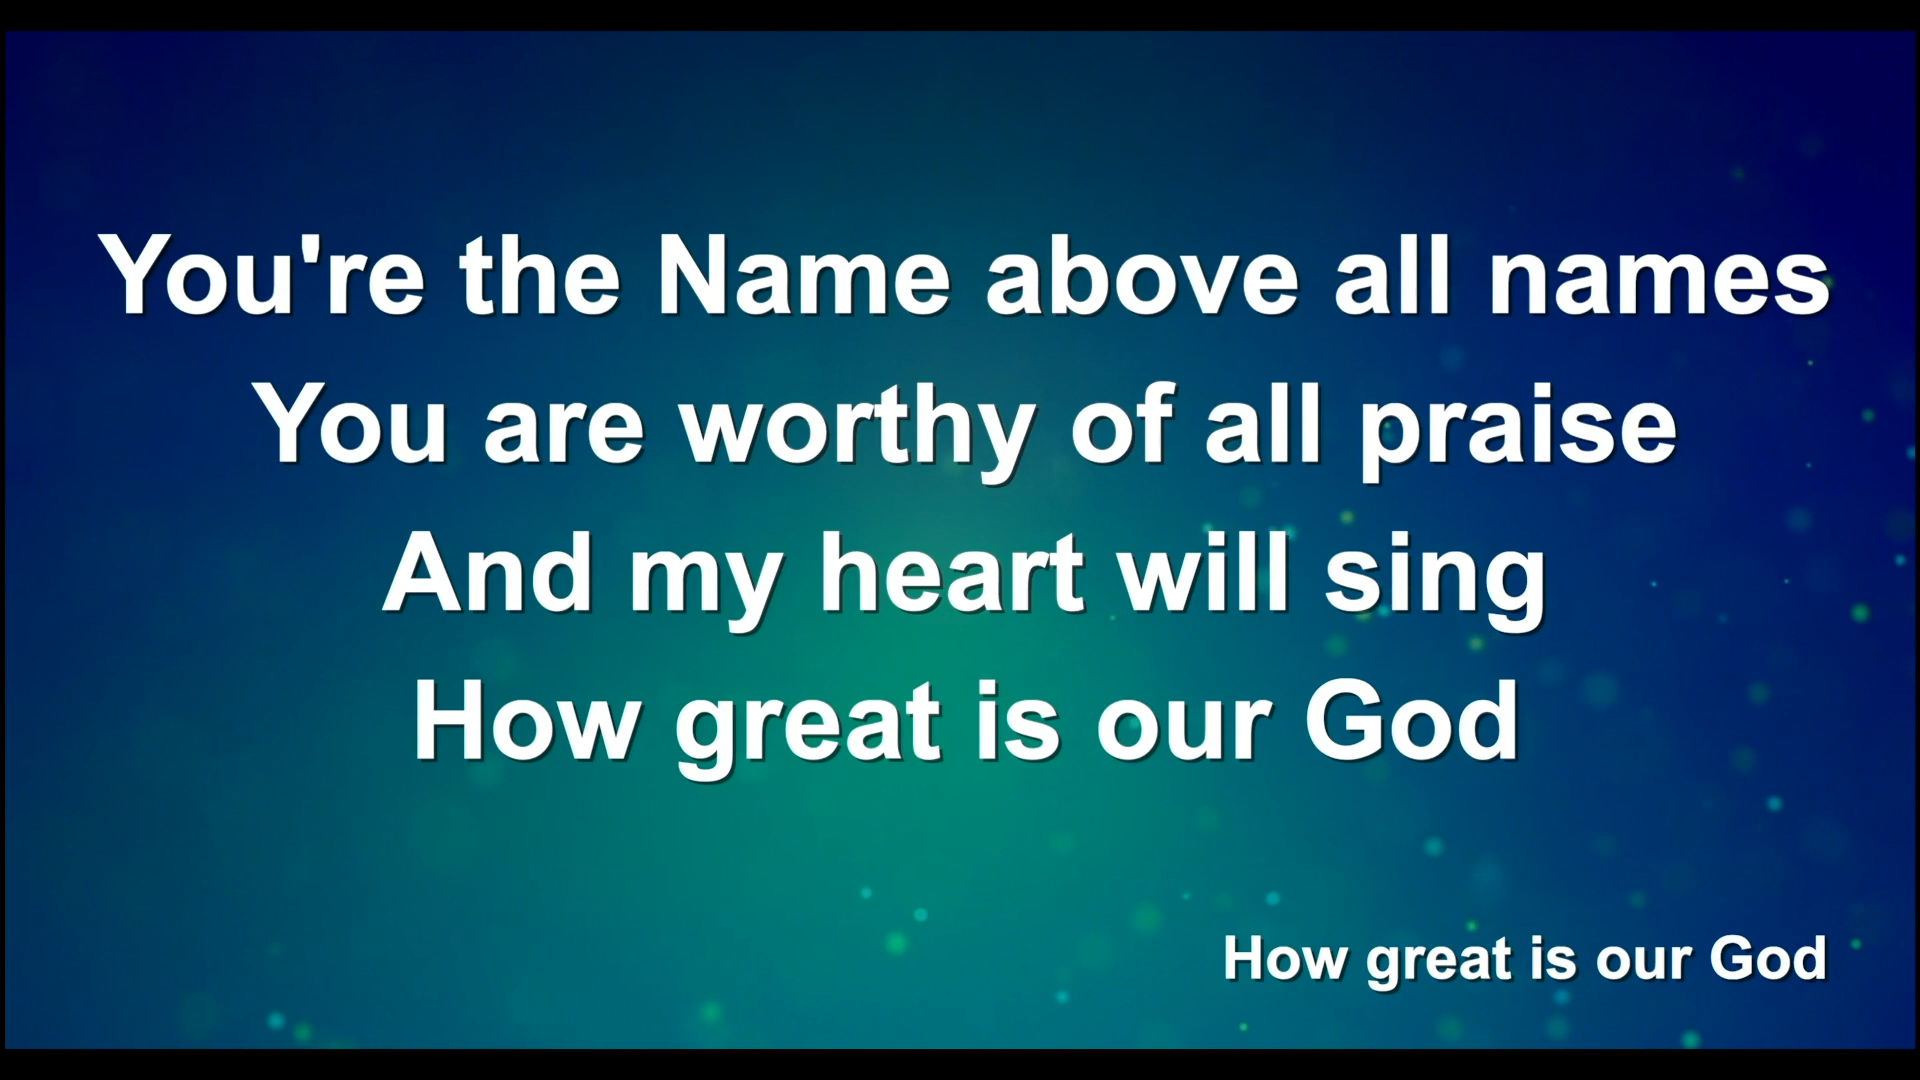 You're the Name above all names
You are worthy of all praise
And my heart will sing
How great is our God
How great is our God